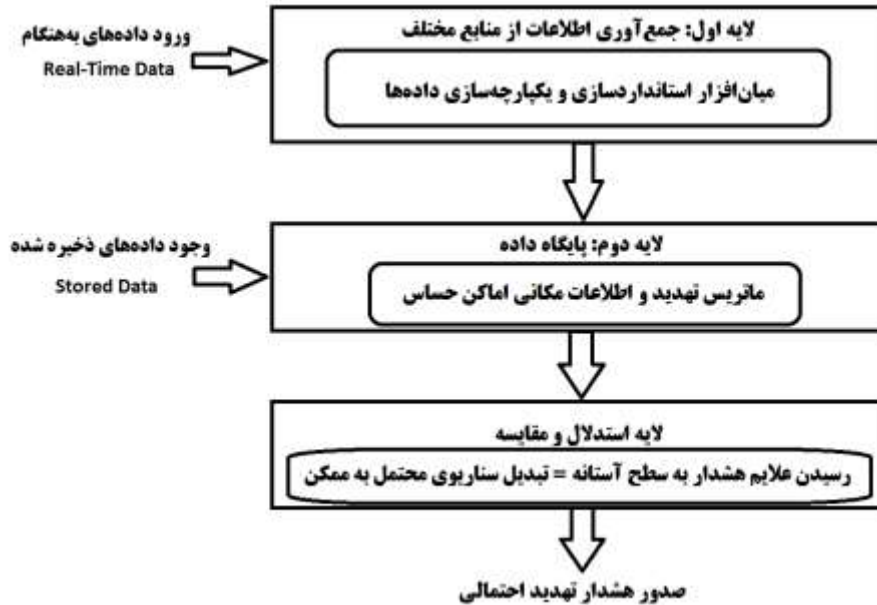 لایه اول: جمع‌آوری اطلاعات از منابع مختلف
میان‌افزار استانداردسازی و یکپارچه‌سازی داده‌ها
ورود داده‌های به‌هنگام
Real-Time Data
لایه دوم: پایگاه داده
ماتریس تهدید و اطلاعات مکانی اماکن حساس
وجود داده‌های ذخیره شده
Stored Data
لایه استدلال و مقایسه
رسیدن علایم هشدار به سطح آستانه = تبدیل سناریوی محتمل به ممکن
صدور هشدار تهدید احتمالی